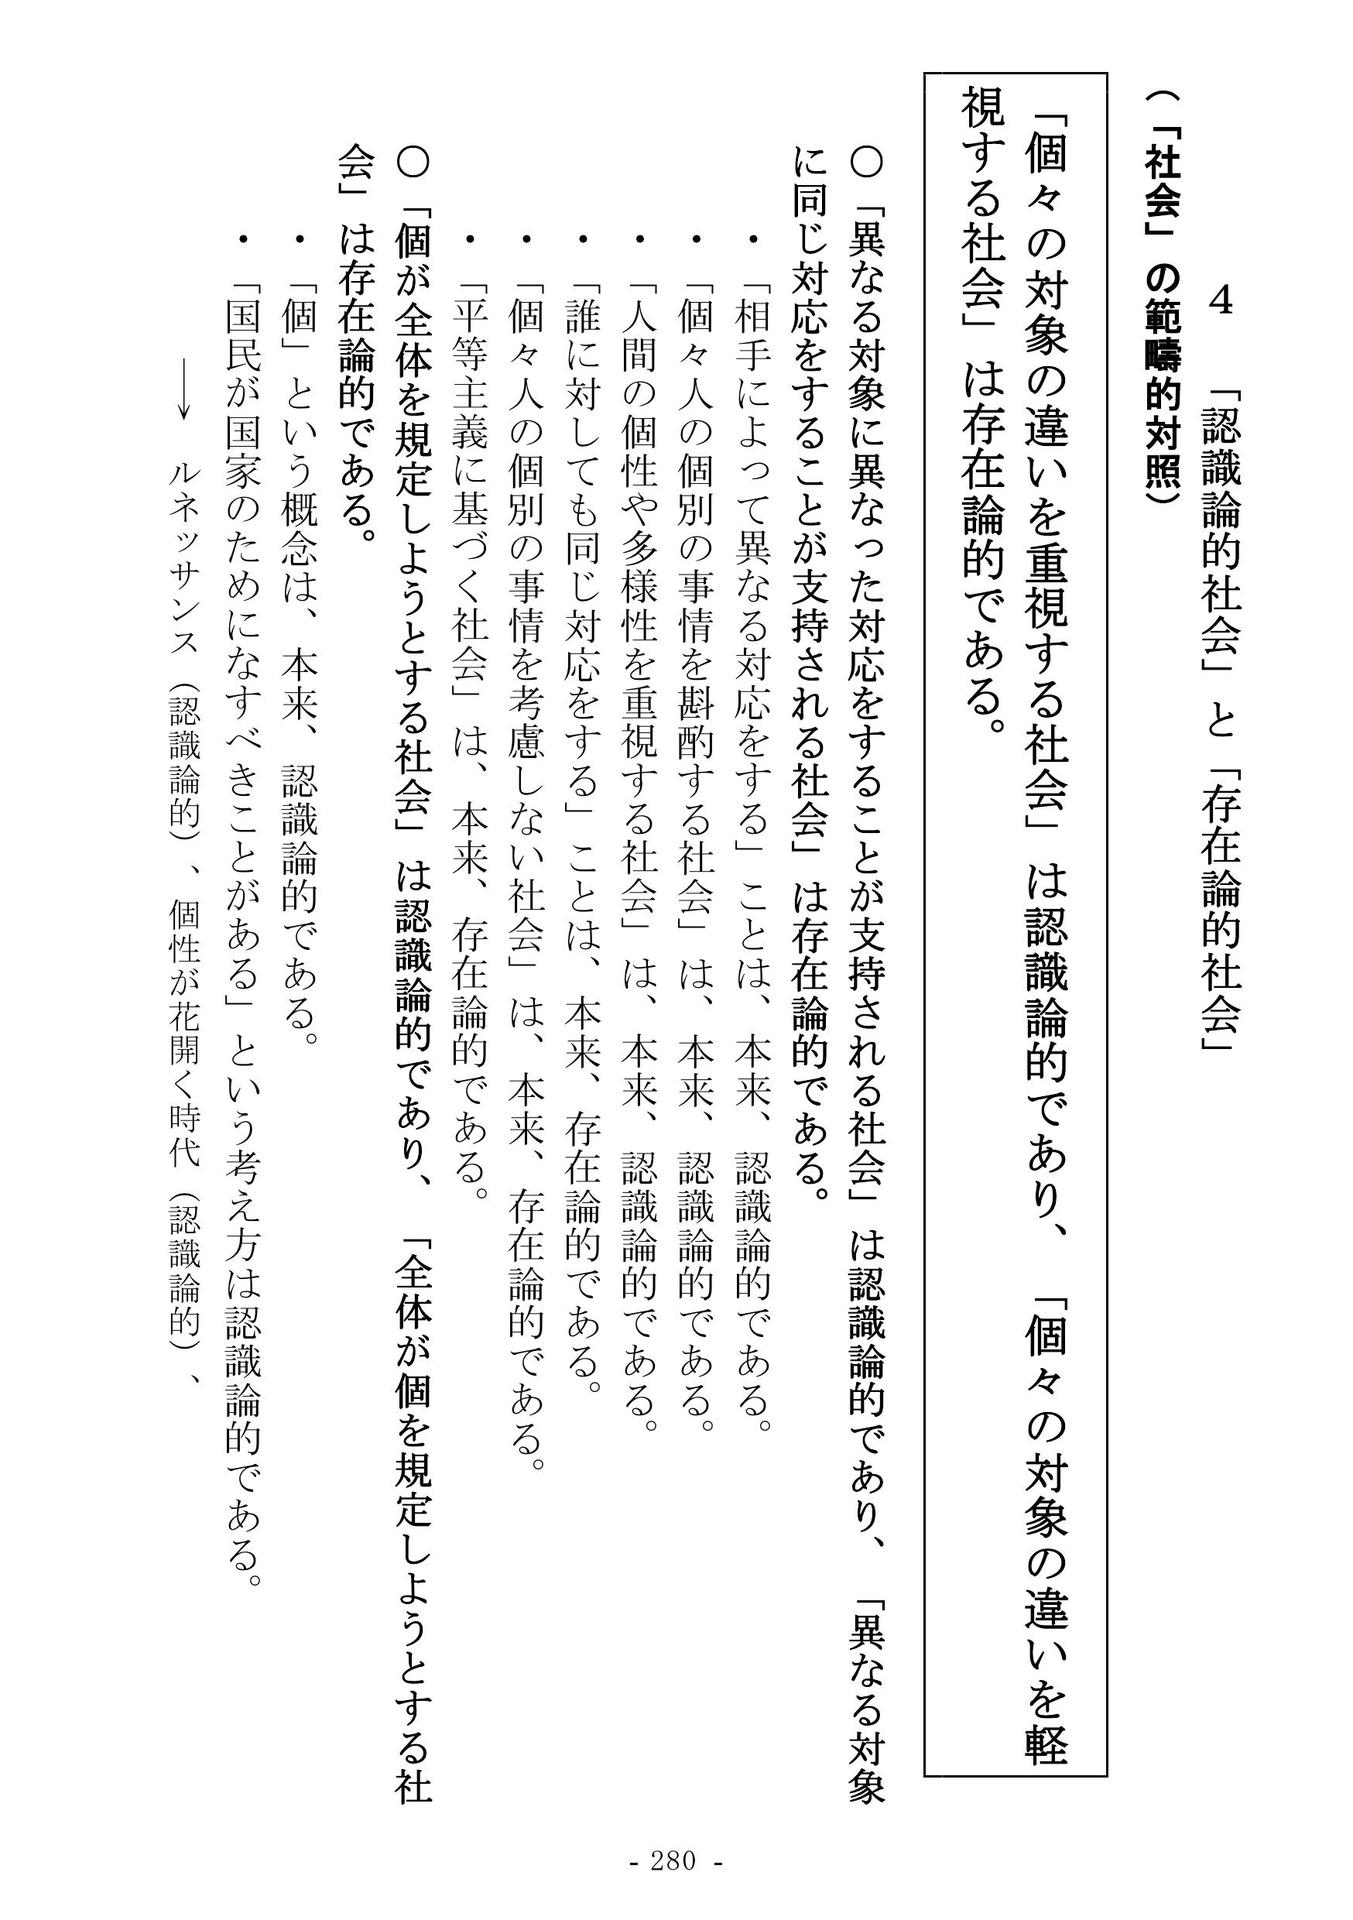 ４　「認識論的社会」と「存在論的社会」
（「社会」の範疇的対照）
「個々の対象の違いを重視する社会」は認識論的であり、「個々の対象の違いを軽
視する社会」は存在論的である。
〇「異なる対象に異なった対応をすることが支持される社会」は認識論的であり、「異なる対象
に同じ対応をすることが支持される社会」は存在論的である。
・「相手によって異なる対応をする」ことは、本来、認識論的である。
・「個々人の個別の事情を斟酌する社会」は、本来、認識論的である。
・「人間の個性や多様性を重視する社会」は、本来、認識論的である。
・「誰に対しても同じ対応をする」ことは、本来、存在論的である。
・「個々人の個別の事情を考慮しない社会」は、本来、存在論的である。
・「平等主義に基づく社会」は、本来、存在論的である。
〇「個が全体を規定しようとする社会」は認識論的であり、「全体が個を規定しようとする社
会」は存在論的である。
・「個」という概念は、本来、認識論的である。
・「国民が国家のためになすべきことがある」という考え方は認識論的である。
→　ルネッサンス（認識論的）、個性が花開く時代（認識論的）、
- 280 -